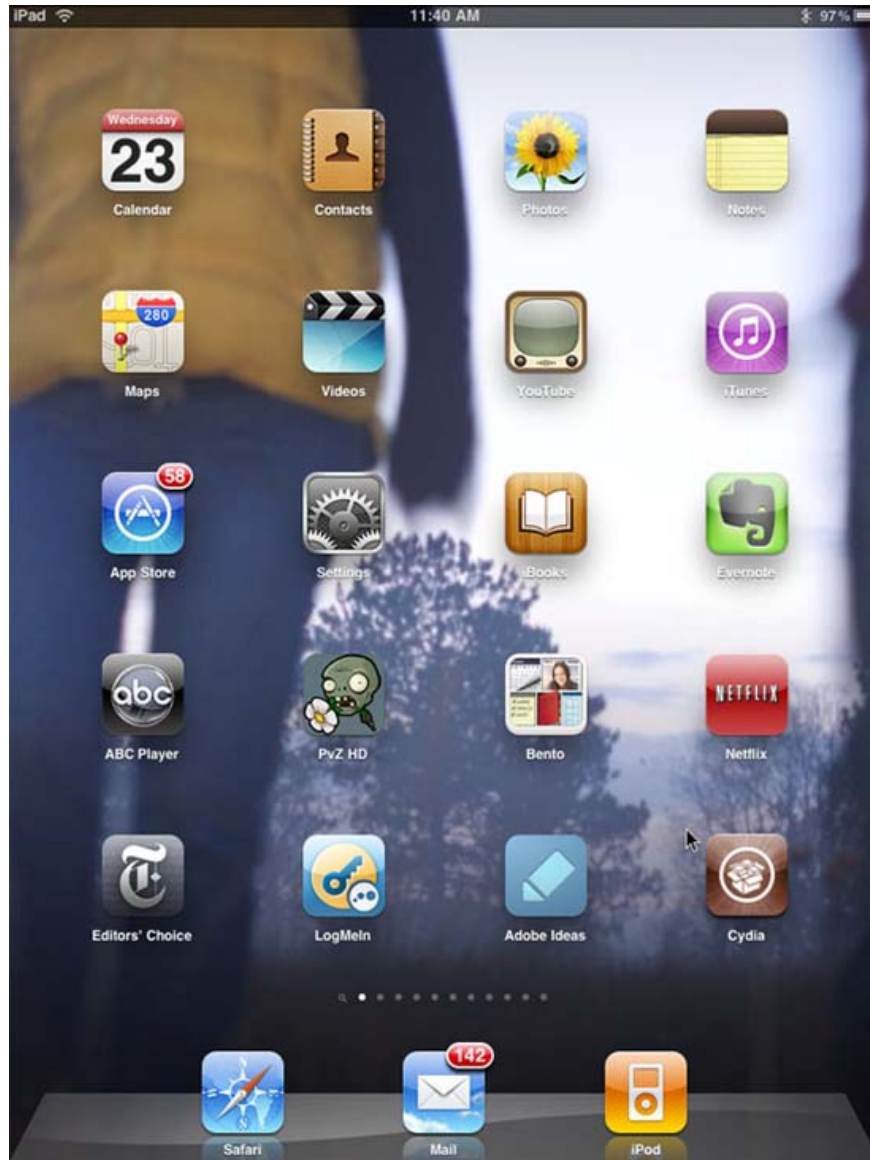 iPad 11:40 AM 97%
Wednesday
23
Calendar Contacts Photos Notes
280
Maps Videos YouTube iTunes
58
App Store Settings iBooks Evernote
abc NETFLIX
ABC Player PvZ HD Bento Netflix
T
Editors' Choice LogMeIn Adobe Ideas Cydia
142
Safari Mail iPod